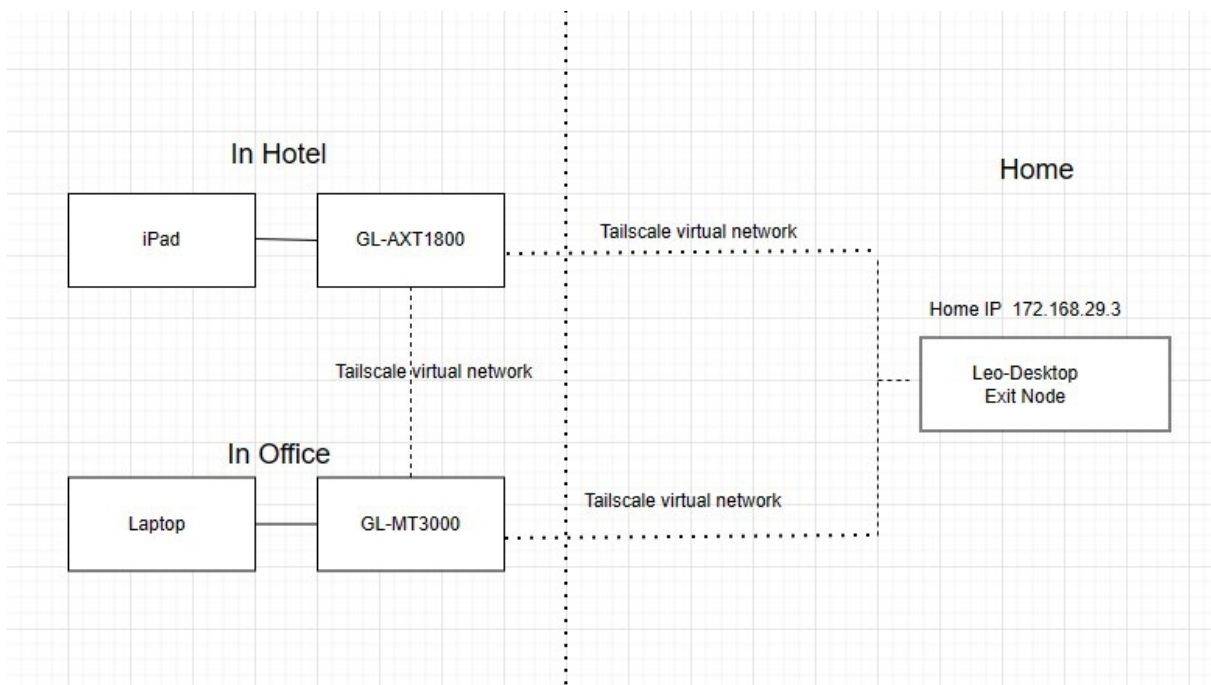 In Hotel
Home
iPad
GL-AXT1800
Tailscale virtual network
Home IP 172.168.29.3
Tailscale virtual network
Leo-Desktop
Exit Node
In Office
Laptop
GL-MT3000
Tailscale virtual network